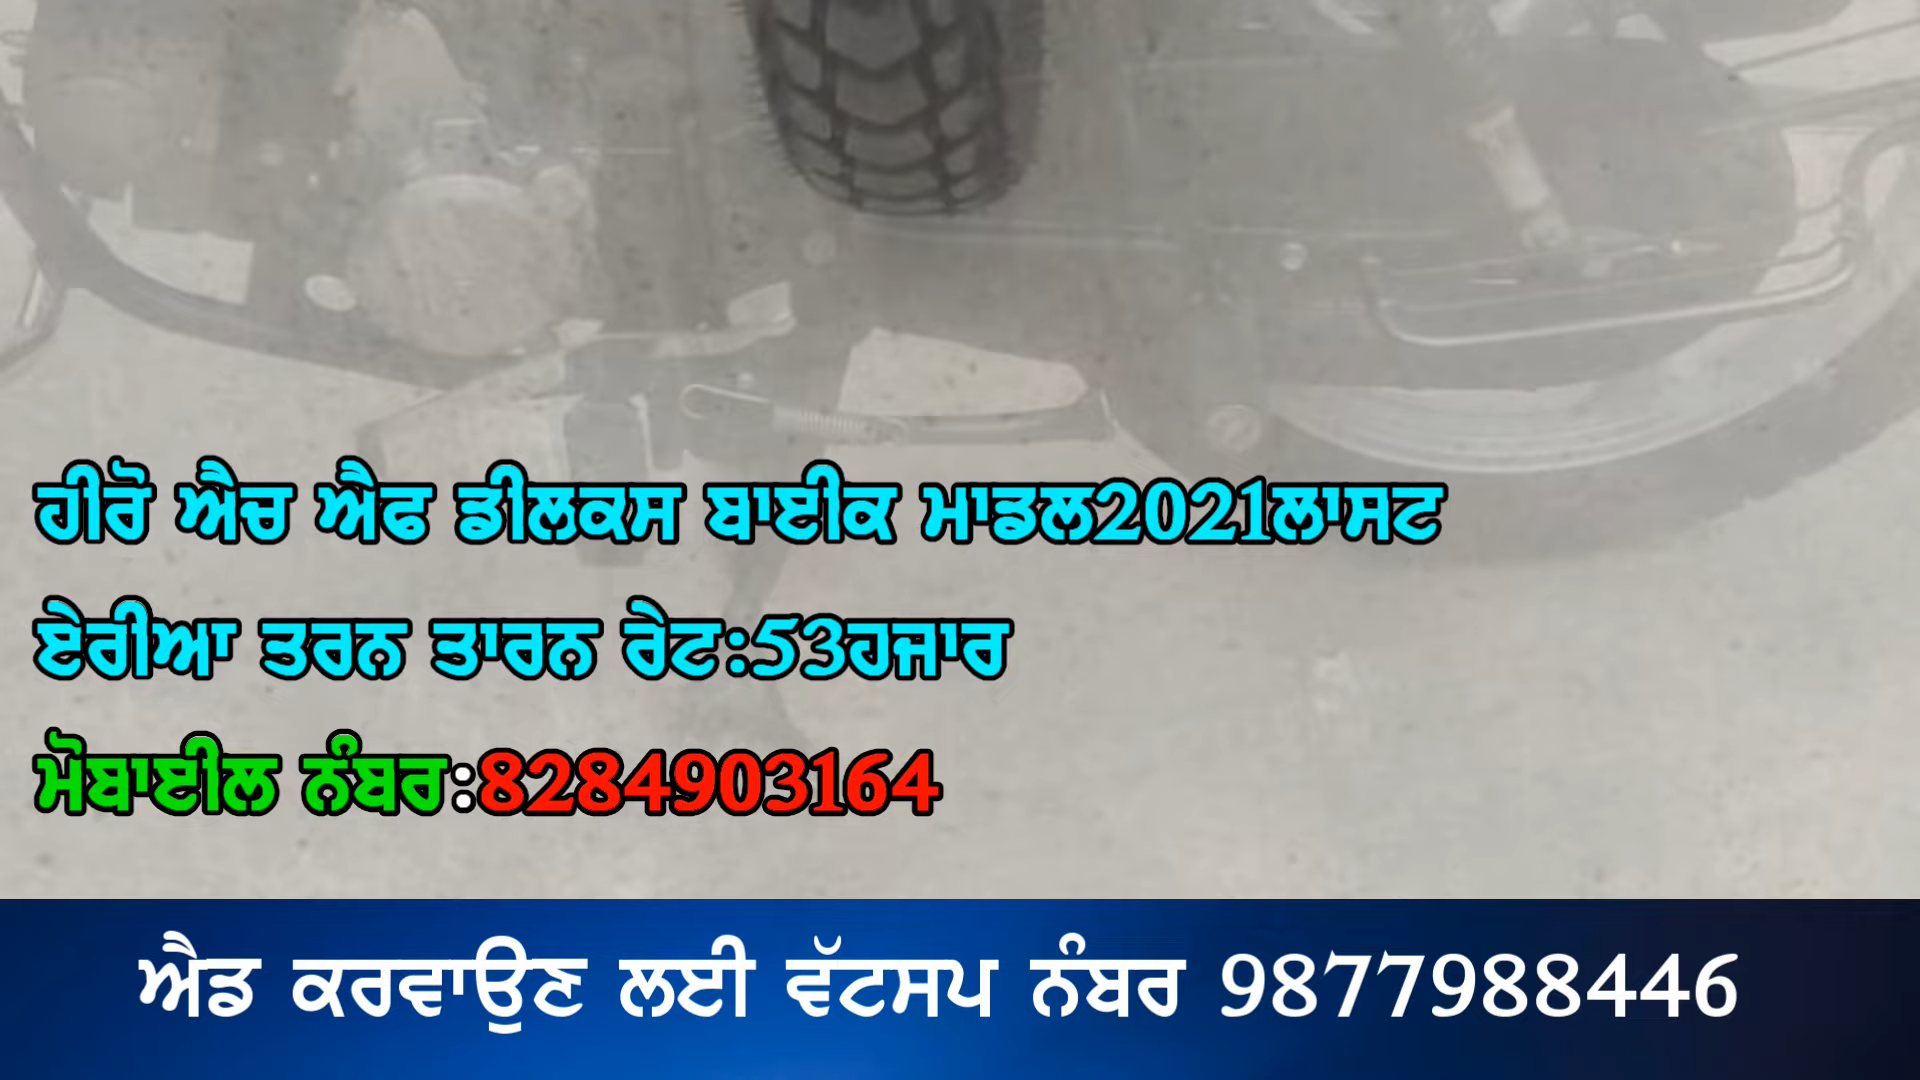 ਹੀਰੋ ਐਚ ਐਫ ਡੀਲਕਸ ਬਾਈਕ ਮਾਡਲ2021ਲਾਸਟ
ਏਰੀਆ ਤਰਨ ਤਾਰਨ ਰੇਟ:53ਹਜਾਰ
ਮੋਬਾਈਲ ਨੰਬਰ:8284903164
ਐਡ ਕਰਵਾਉਣ ਲਈ ਵੱਟਸਪ ਨੰਬਰ 9877988446